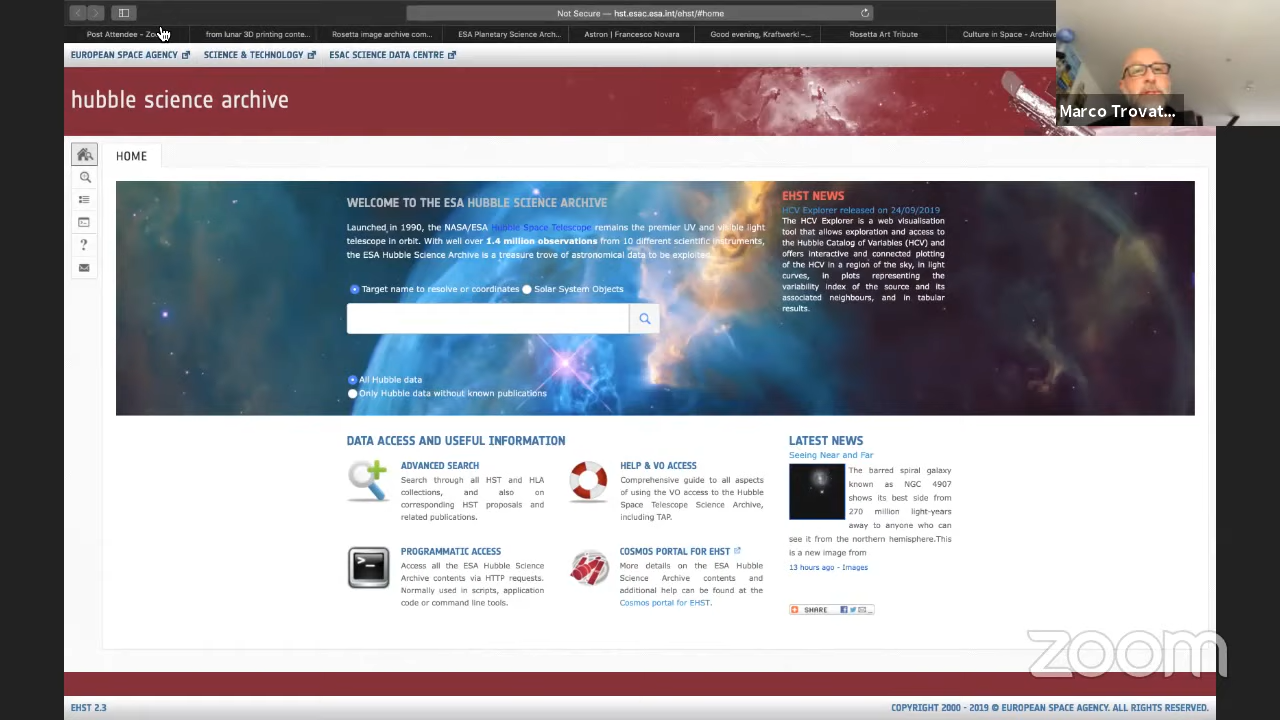 Not Secure — hst.esac.esa.int/ehst/#home
Post Attendee – Zo
from lunar 3D printing conte...
Rosetta image archive com...
ESA Planetary Science Arch...
Astron | Francesco Novara
Good evening, Kraftwerk! –...
Rosetta Art Tribute
Culture in Space - Archive
EUROPEAN SPACE AGENCY
SCIENCE & TECHNOLOGY
ESAC SCIENCE DATA CENTRE
hubble science archive
Marco Trovat...
HOME
WELCOME TO THE ESA HUBBLE SCIENCE ARCHIVE
Launched in 1990, the NASA/ESA Hubble Space Telescope remains the premier UV and visible light
telescope in orbit. With well over 1.4 million observations from 10 different scientific instruments,
the ESA Hubble Science Archive is a treasure trove of astronomical data to be exploited.
Target name to resolve or coordinates
Solar System Objects
All Hubble data
Only Hubble data without known publications
EHST NEWS
HCV Explorer released on 24/09/2019
The HCV Explorer is a web visualisation
tool that allows exploration and access to
the Hubble Catalog of Variables (HCV) and
offers interactive and connected plotting
of the HCV in a region of the sky, in light
curves, in plots representing the
variability index of the source and its
associated neighbours, and in tabular
results.
DATA ACCESS AND USEFUL INFORMATION
ADVANCED SEARCH
Search through all HST and HLA
collections, and also on
corresponding HST proposals and
related publications.
HELP & VO ACCESS
Comprehensive guide to all aspects
of using the VO access to the Hubble
Space Telescope Science Archive,
including TAP.
PROGRAMMATIC ACCESS
Access all the ESA Hubble Science
Archive contents via HTTP requests.
Normally used in scripts, application
code or command line tools.
COSMOS PORTAL FOR EHST
More details on the ESA Hubble
Science Archive contents and
additional help can be found at the
Cosmos portal for EHST.
LATEST NEWS
Seeing Near and Far
The barred spiral galaxy
known as NGC 4907
shows its best side from
270 million light-years
away to anyone who can
see it from the northern hemisphere.This
is a new image from
13 hours ago - Images
SHARE
zoom
EHST 2.3
COPYRIGHT 2000 - 2019 © EUROPEAN SPACE AGENCY. ALL RIGHTS RESERVED.